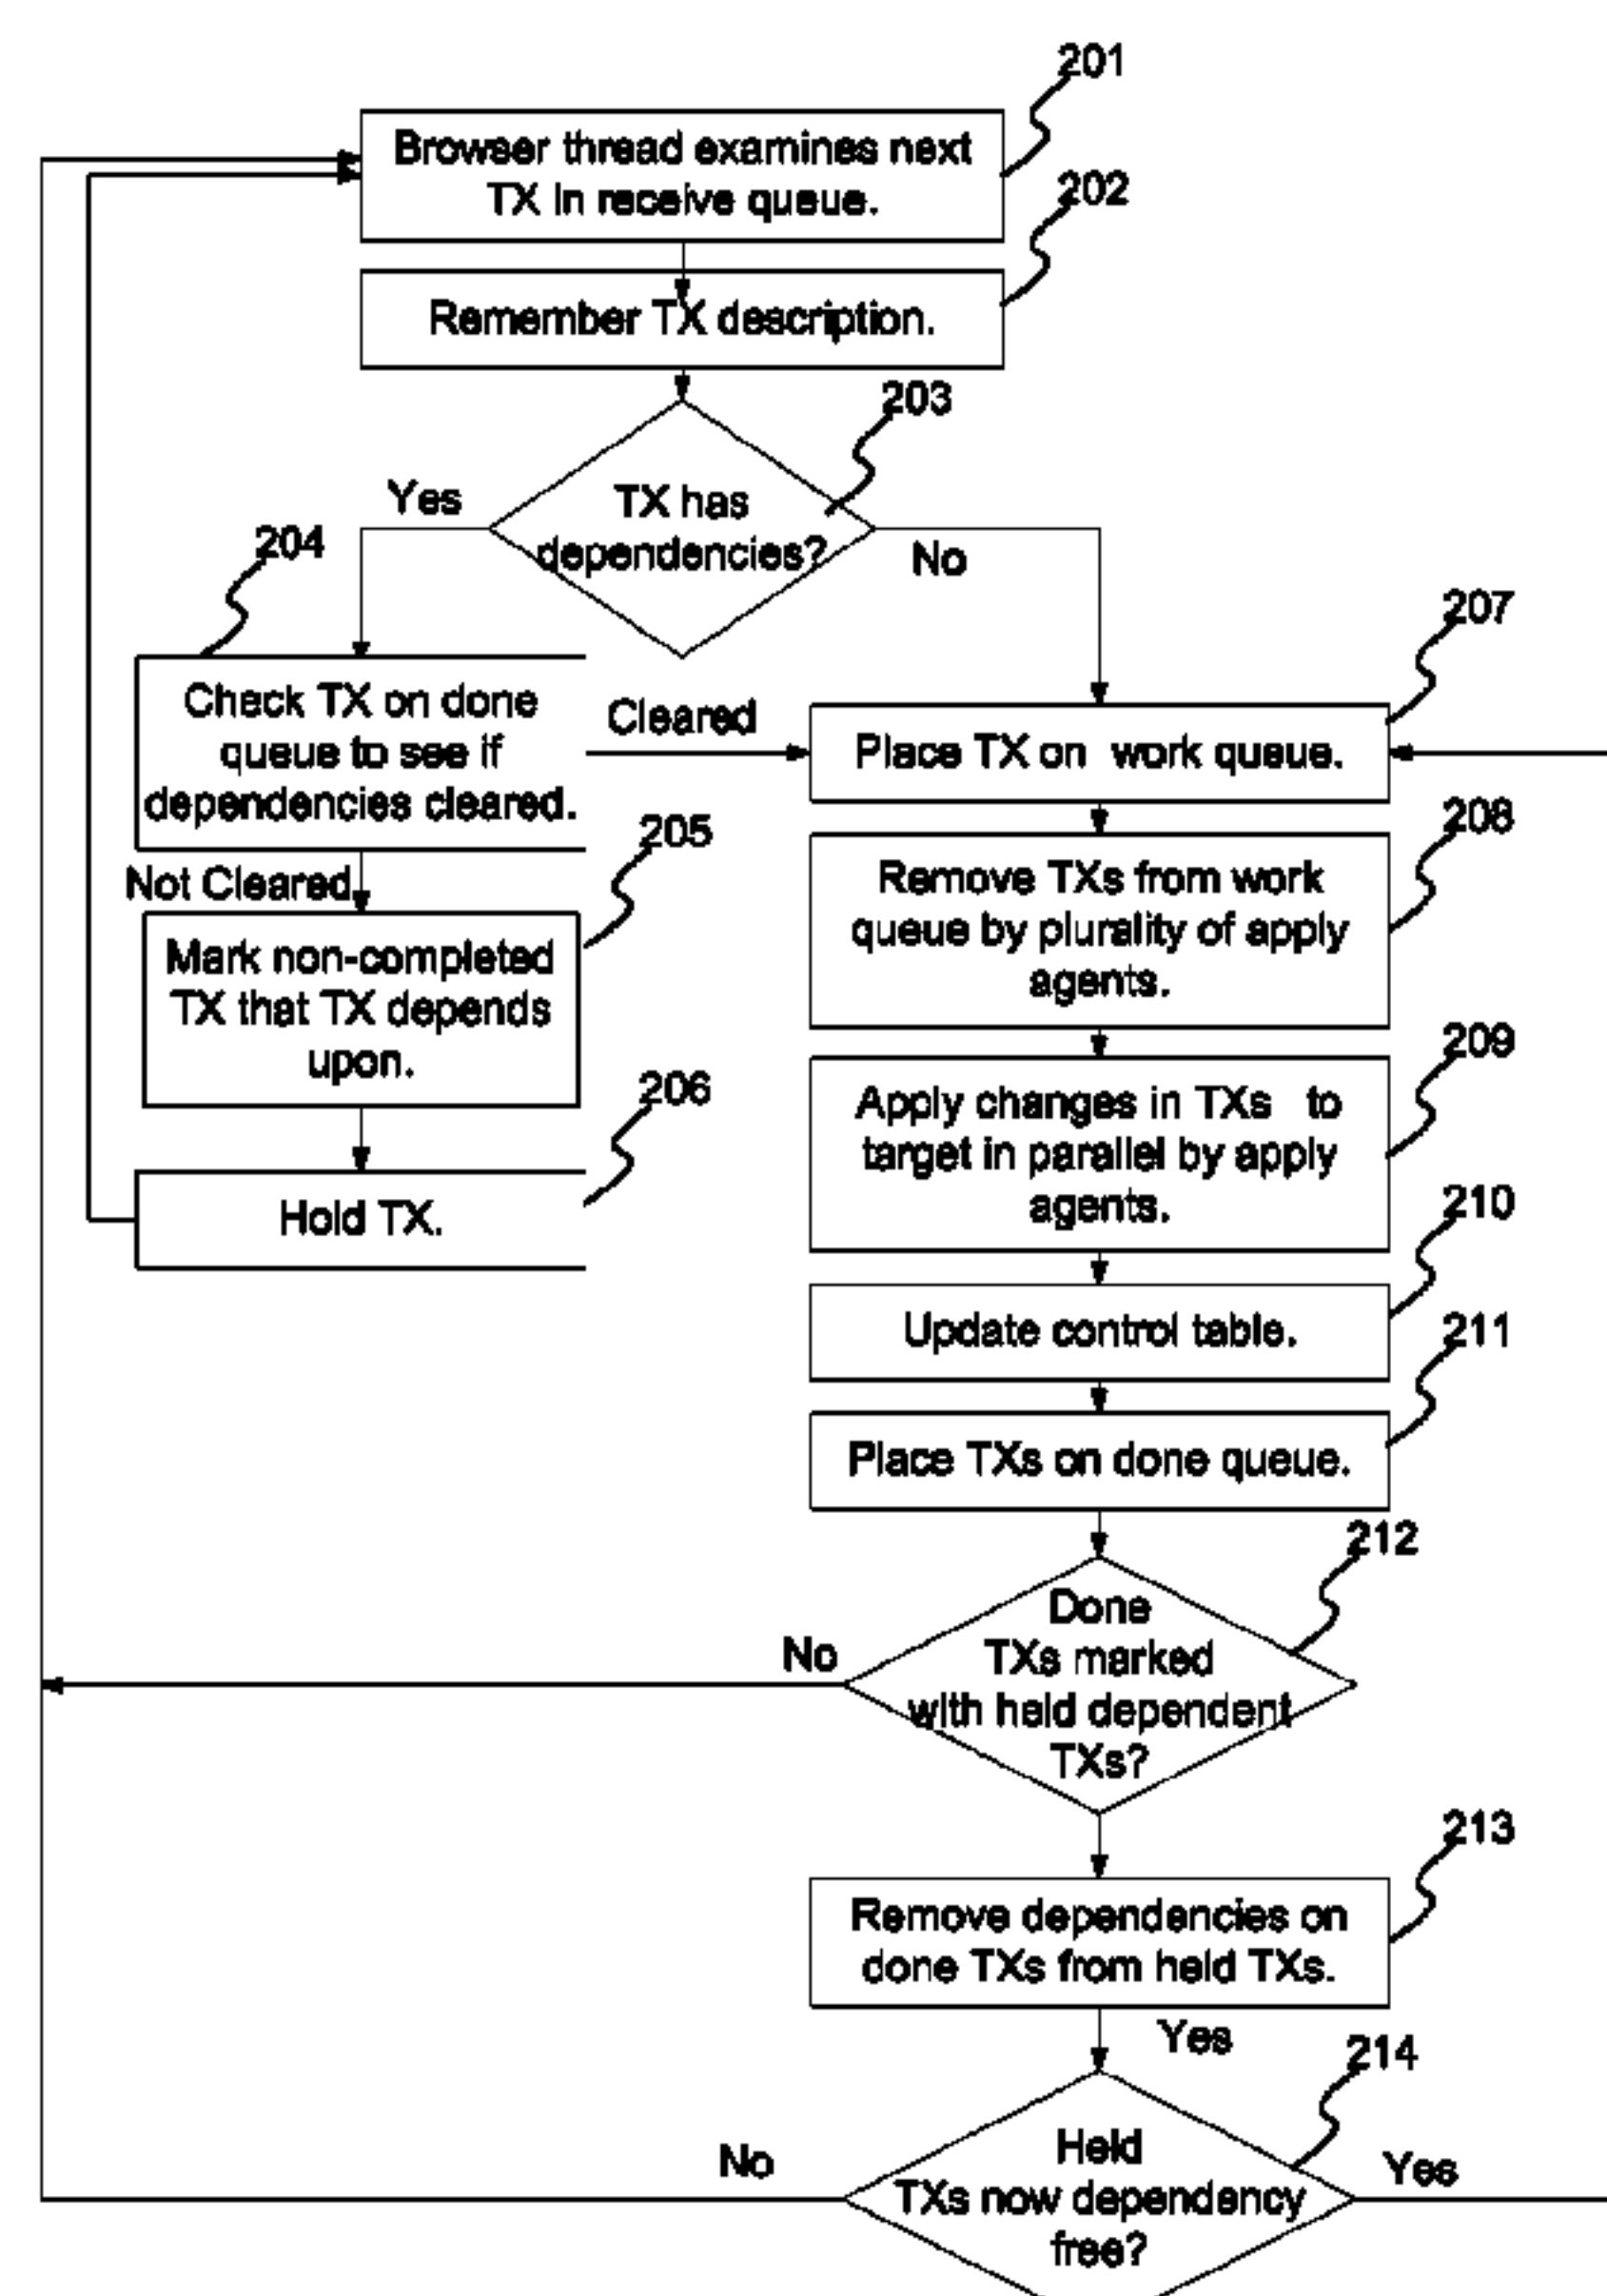 201
Browser thread examines next
TX in receive queue.
202
Remember TX description.
203
TX has
dependencies?
Yes
No
204
Check TX on done
queue to see if
dependencies cleared.
Cleared
207
Place TX on work queue.
Not Cleared
205
Mark non-completed
TX that TX depends
upon.
206
Hold TX.
208
Remove TXs from work
queue by plurality of apply
agents.
209
Apply changes in TXs to
target in parallel by apply
agents.
210
Update control table.
211
Place TXs on done queue.
212
Done
TXs marked
with held dependent
TXs?
No
213
Remove dependencies on
done TXs from held TXs.
Yes
214
Held
TXs now dependency
free?
No
Yes